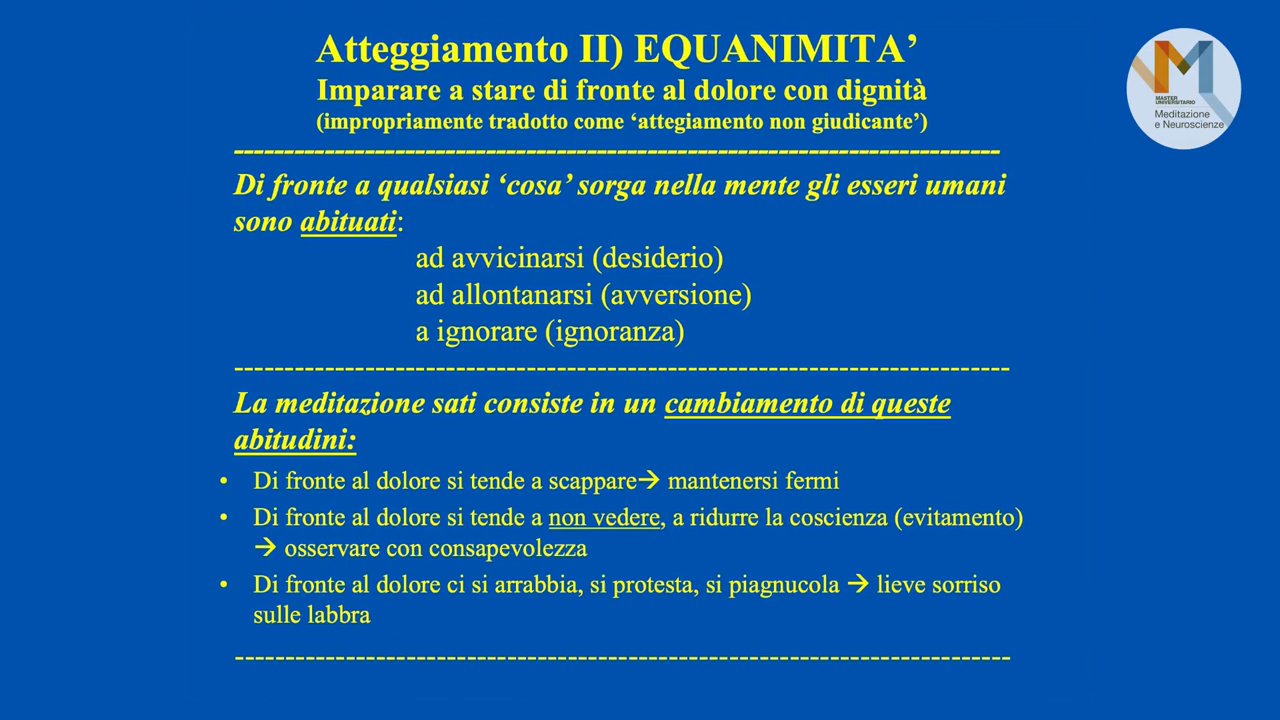 Atteggiamento II) EQUANIMITA’
Imparare a stare di fronte al dolore con dignità
(impropriamente tradotto come ‘attegiamento non giudicante’)
MASTER
UNIVERSITARIO
Meditazione
e Neuroscienze
Di fronte a qualsiasi ‘cosa’ sorga nella mente gli esseri umani
sono abituati:
ad avvicinarsi (desiderio)
ad allontanarsi (avversione)
a ignorare (ignoranza)
La meditazione sati consiste in un cambiamento di queste
abitudini:
• Di fronte al dolore si tende a scappare→ mantenersi fermi
• Di fronte al dolore si tende a non vedere, a ridurre la coscienza (evitamento)
→ osservare con consapevolezza
• Di fronte al dolore ci si arrabbia, si protesta, si piagnucola → lieve sorriso
sulle labbra